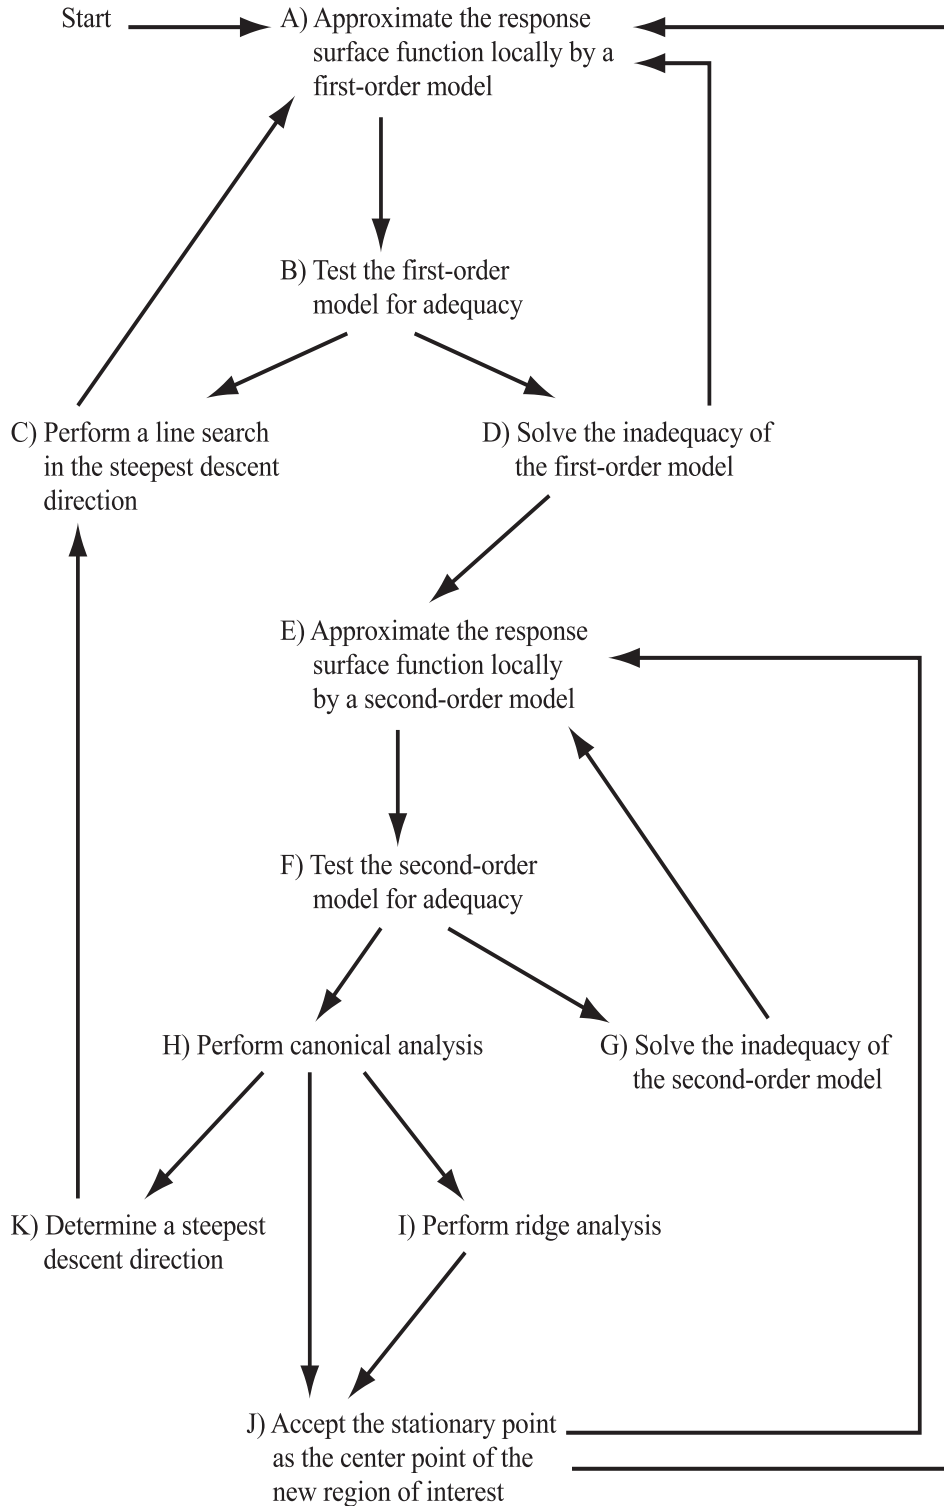 Start
A) Approximate the response
surface function locally by a
first-order model
B) Test the first-order
model for adequacy
C) Perform a line search
in the steepest descent
direction
D) Solve the inadequacy of
the first-order model
E) Approximate the response
surface function locally
by a second-order model
F) Test the second-order
model for adequacy
H) Perform canonical analysis
G) Solve the inadequacy of
the second-order model
K) Determine a steepest
descent direction
I) Perform ridge analysis
J) Accept the stationary point
as the center point of the
new region of interest